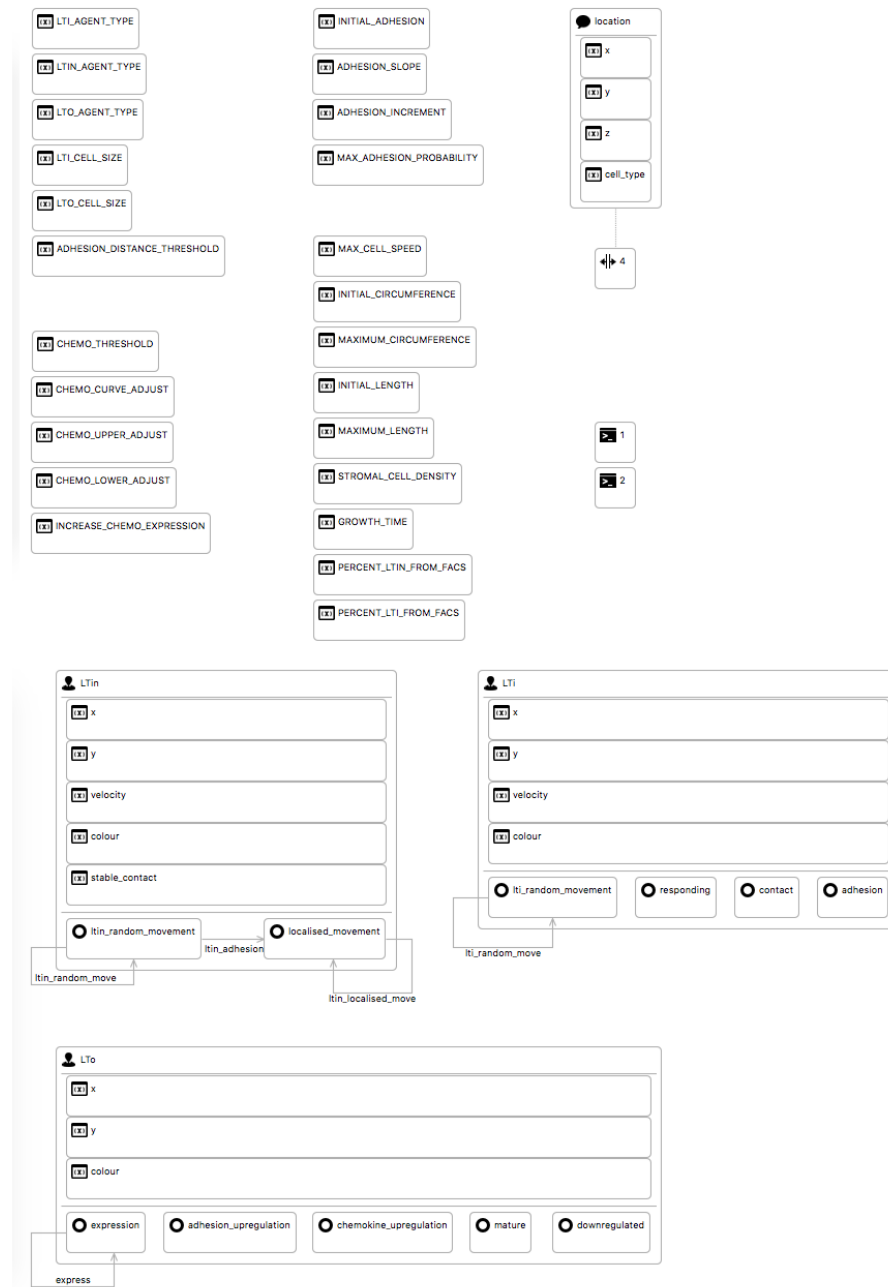 LTI_AGENT_TYPE
LTIN_AGENT_TYPE
LTO_AGENT_TYPE
LTI_CELL_SIZE
LTO_CELL_SIZE
ADHESION_DISTANCE_THRESHOLD
CHEMO_THRESHOLD
CHEMO_CURVE_ADJUST
CHEMO_UPPER_ADJUST
CHEMO_LOWER_ADJUST
INCREASE_CHEMO_EXPRESSION
INITIAL_ADHESION
ADHESION_SLOPE
ADHESION_INCREMENT
MAX_ADHESION_PROBABILITY
MAX_CELL_SPEED
INITIAL_CIRCUMFERENCE
MAXIMUM_CIRCUMFERENCE
INITIAL_LENGTH
MAXIMUM_LENGTH
STROMAL_CELL_DENSITY
GROWTH_TIME
PERCENT_LTIN_FROM_FACS
PERCENT_LTI_FROM_FACS
location
x
y
z
cell_type
4
1
2
LTin
x
y
velocity
colour
stable_contact
ltin_random_movement
ltin_adhesion
localised_movement
ltin_random_move
ltin_localised_move
LTi
x
y
velocity
colour
lti_random_movement
responding
contact
adhesion
lti_random_move
LTo
x
y
colour
expression
adhesion_upregulation
chemokine_upregulation
mature
downregulated
express